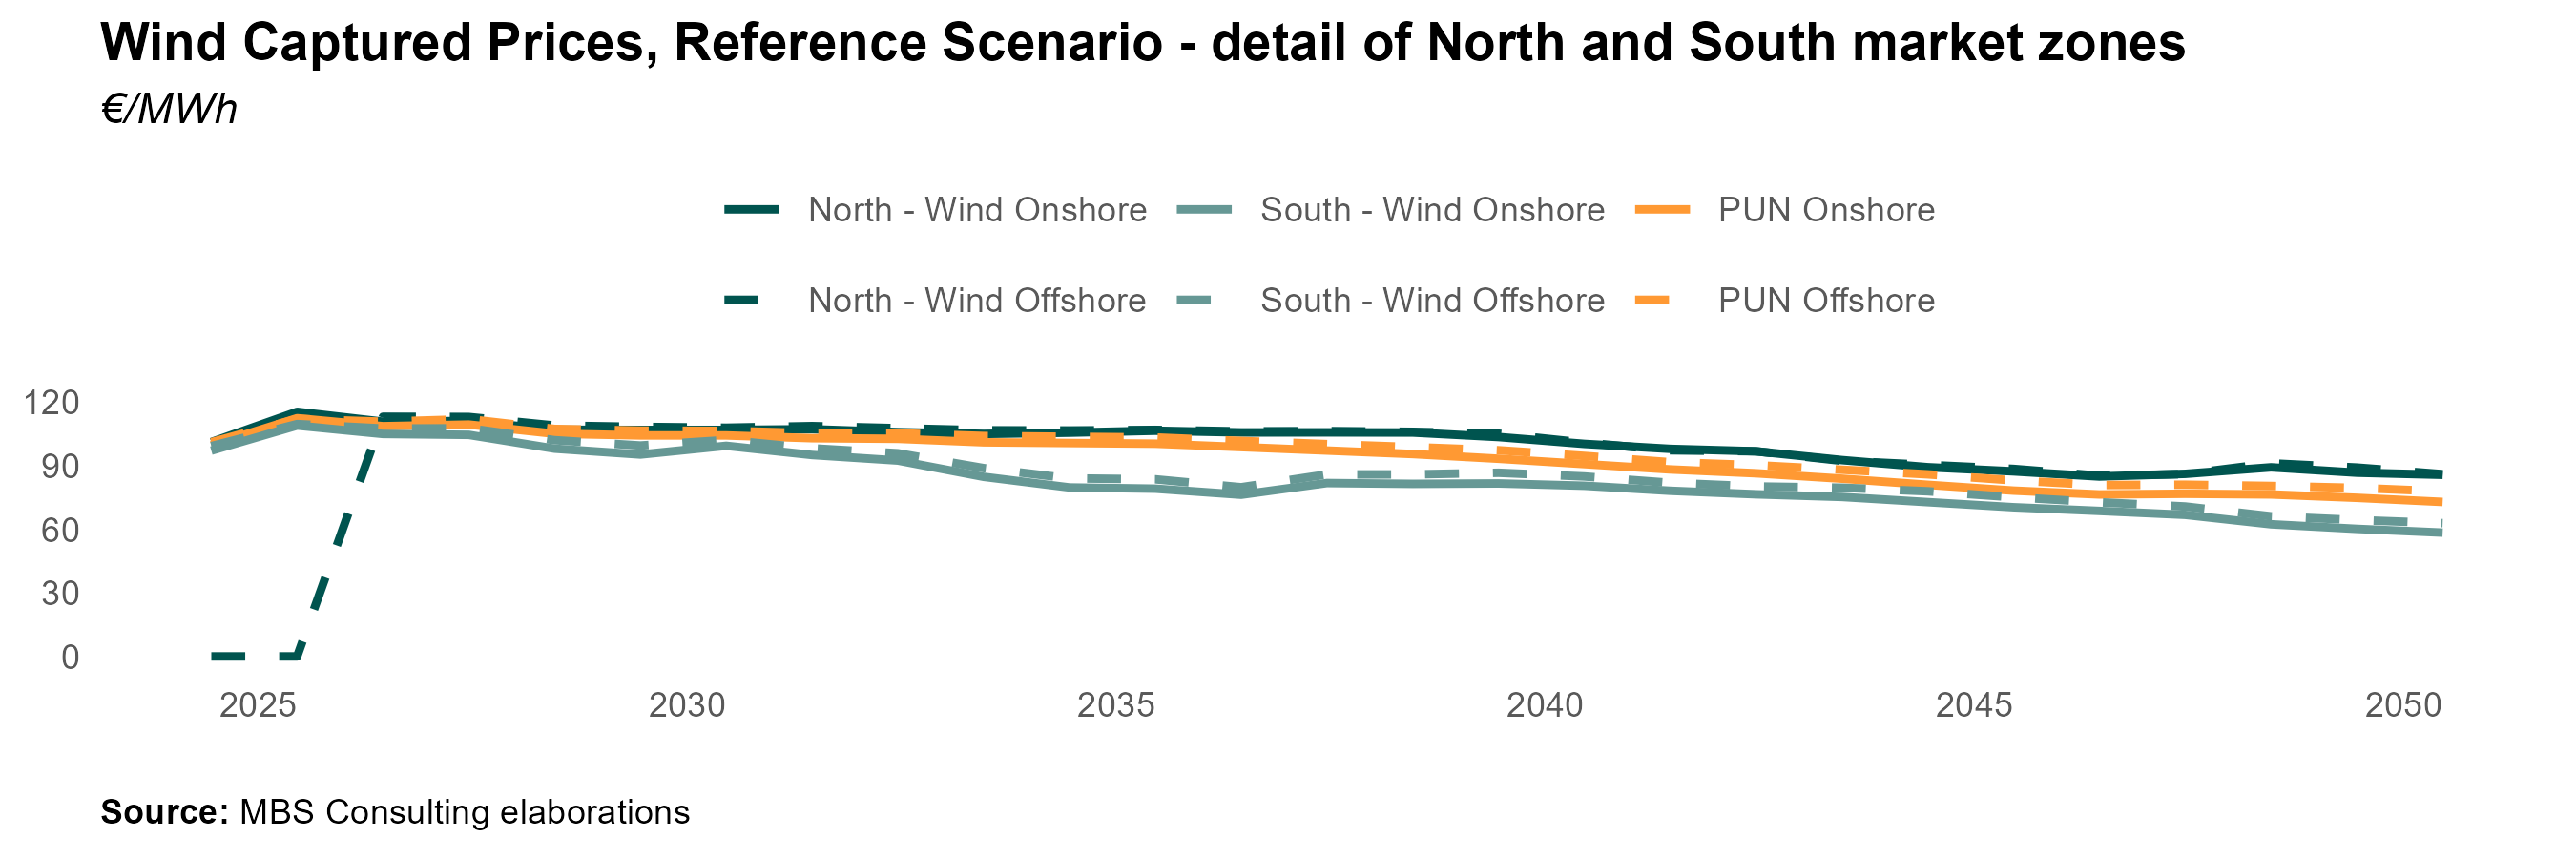 Wind Captured Prices, Reference Scenario - detail of North and South market zones
€/MWh
North - Wind Onshore South - Wind Onshore PUN Onshore
North - Wind Offshore South - Wind Offshore PUN Offshore
120
90
60
30
0
2025 2030 2035 2040 2045 2050
Source: MBS Consulting elaborations